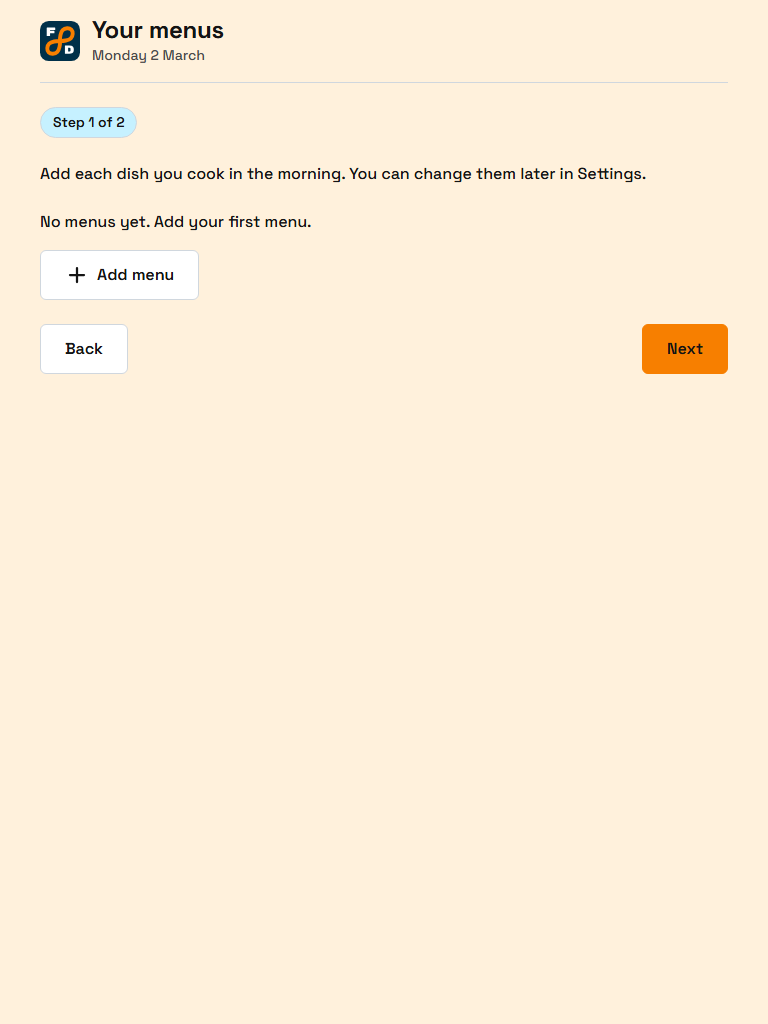 F D
Your menus
Monday 2 March
Step 1 of 2
Add each dish you cook in the morning. You can change them later in Settings.
No menus yet. Add your first menu.
Add menu
Back
Next